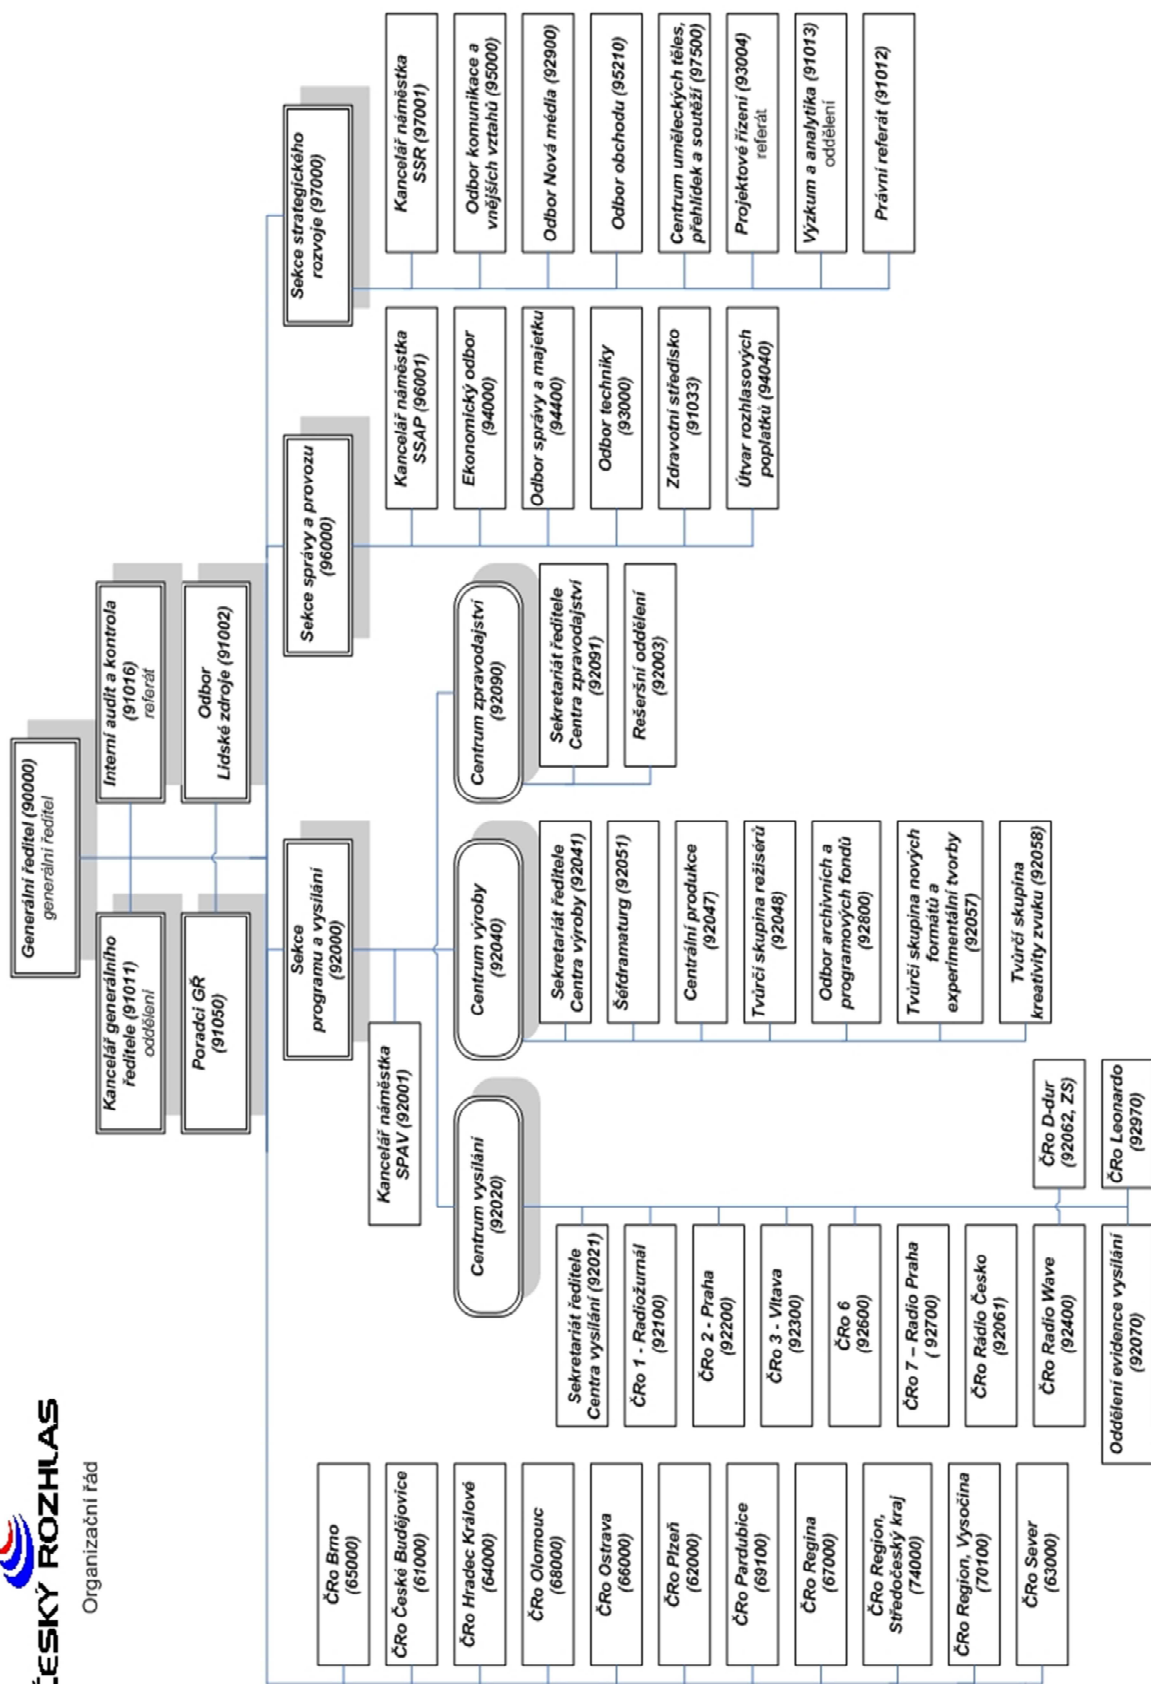 ČESKÝ ROZHLAS
Organizační řád
Generální ředitel (90000)
generální ředitel
Kancelář generálního
ředitele (91011)
oddělení
Interní audit a kontrola
(91016)
referát
Poradci GŘ
(91050)
Odbor
Lidské zdroje (91002)
Sekce
programu a vysílání
(92000)
Sekce správy a provozu
(96000)
Sekce strategického
rozvoje (97000)
Kancelář náměstka
SPAV (92001)
Centrum vysílání
(92020)
Centrum výroby
(92040)
Centrum zpravodajství
(92090)
ČRo Brno
(65000)
ČRo České Budějovice
(61000)
ČRo Hradec Králové
(64000)
ČRo Olomouc
(68000)
ČRo Ostrava
(66000)
ČRo Plzeň
(62000)
ČRo Pardubice
(69100)
ČRo Regina
(67000)
ČRo Region,
Středočeský kraj
(74000)
ČRo Region, Vysočina
(70100)
ČRo Sever
(63000)
Sekretariát ředitele
Centra vysílání (92021)
ČRo 1 - Radiožurnál
(92100)
ČRo 2 - Praha
(92200)
ČRo 3 - Vltava
(92300)
ČRo 6
(92600)
ČRo 7 – Radio Praha
( 92700)
ČRo Rádio Česko
(92061)
ČRo Radio Wave
(92400)
ČRo D-dur
(92062, ZS)
Oddělení evidence vysílání
(92070)
ČRo Leonardo
(92970)
Sekretariát ředitele
Centra výroby (92041)
Šéfdramaturg (92051)
Centrální produkce
(92047)
Tvůrčí skupina režisérů
(92048)
Odbor archivních a
programových fondů
(92800)
Tvůrčí skupina nových
formátů a
experimentální tvorby
(92057)
Tvůrčí skupina
kreativity zvuku (92058)
Sekretariát ředitele
Centra zpravodajství
(92091)
Rešeršní oddělení
(92003)
Kancelář náměstka
SSAP (96001)
Ekonomický odbor
(94000)
Odbor správy a majetku
(94400)
Odbor techniky
(93000)
Zdravotní středisko
(91033)
Útvar rozhlasových
poplatků (94040)
Kancelář náměstka
SSR (97001)
Odbor komunikace a
vnějších vztahů (95000)
Odbor Nová média (92900)
Odbor obchodu (95210)
Centrum uměleckých těles,
přehlídek a soutěží (97500)
Projektové řízení (93004)
referát
Výzkum a analytika (91013)
oddělení
Právní referát (91012)